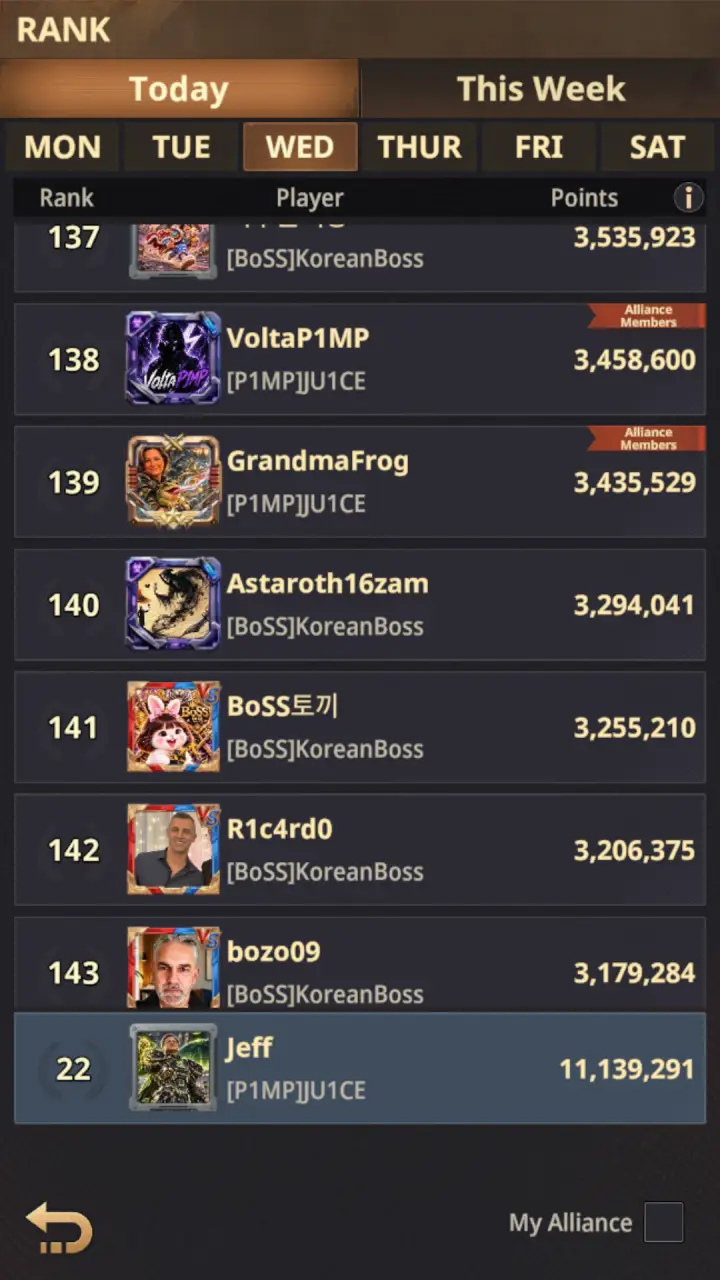 RANK
Today
This Week
MON
TUE
WED
THUR
FRI
SAT
Rank
Player
Points
137
3,535,923
[BoSS]KoreanBoss
Alliance
Members
138
VoltaP1MP
3,458,600
[P1MP]JU1CE
Alliance
Members
139
GrandmaFrog
3,435,529
[P1MP]JU1CE
140
Astaroth16zam
3,294,041
[BoSS]KoreanBoss
141
BoSS토끼
3,255,210
[BoSS]KoreanBoss
142
R1c4rd0
3,206,375
[BoSS]KoreanBoss
143
bozo09
3,179,284
[BoSS]KoreanBoss
22
Jeff
11,139,291
[P1MP]JU1CE
My Alliance